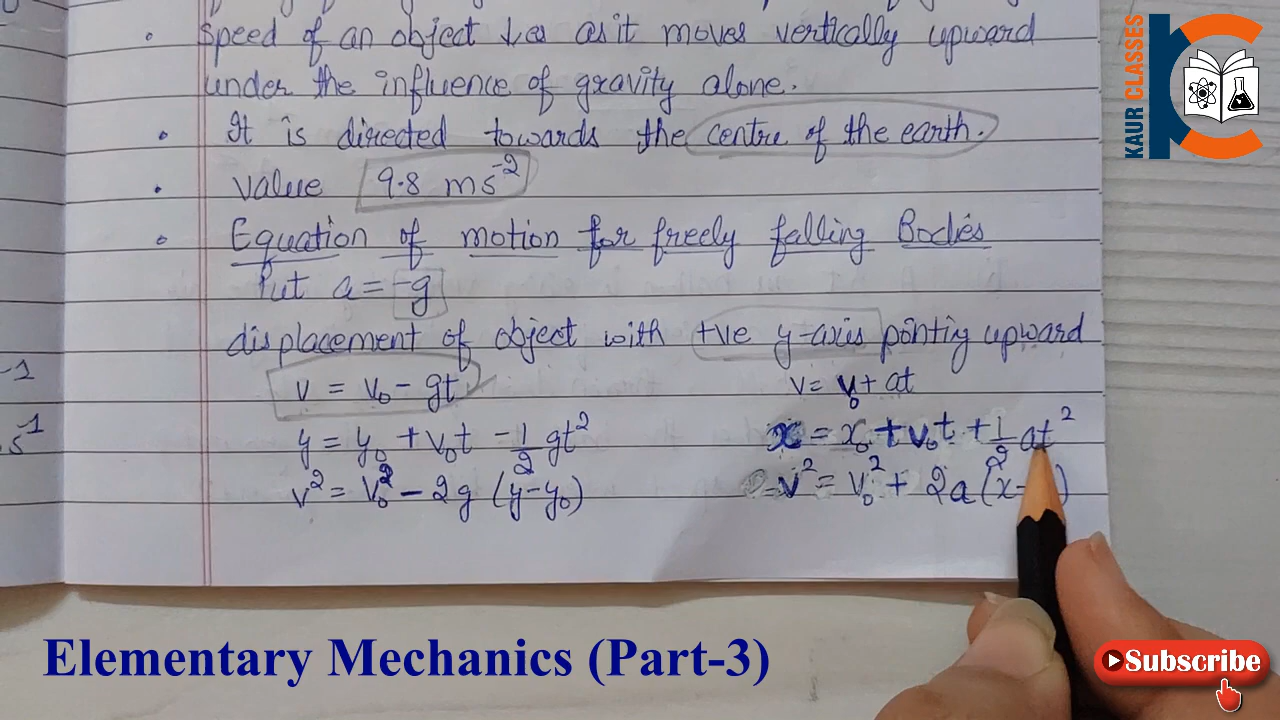 speed of an object ↓es as it moves vertically upward
under the influence of gravity alone.
• It is directed towards the centre of the earth.
• value 9.8 ms⁻²
• Equation of motion for freely falling Bodies
Put a = -g
displacement of object with +ve y-axis pointig upward
-1
s⁻¹
v = v₀ - gt
v = v₀ + at
y = y₀ + v₀t - 1/2 gt²
x = x₀ + v₀t + 1/2 at²
v² = v₀² - 2g (y-y₀)
v² = v₀² + 2a (x-
KAUR CLASSES
Elementary Mechanics (Part-3)
Subscribe